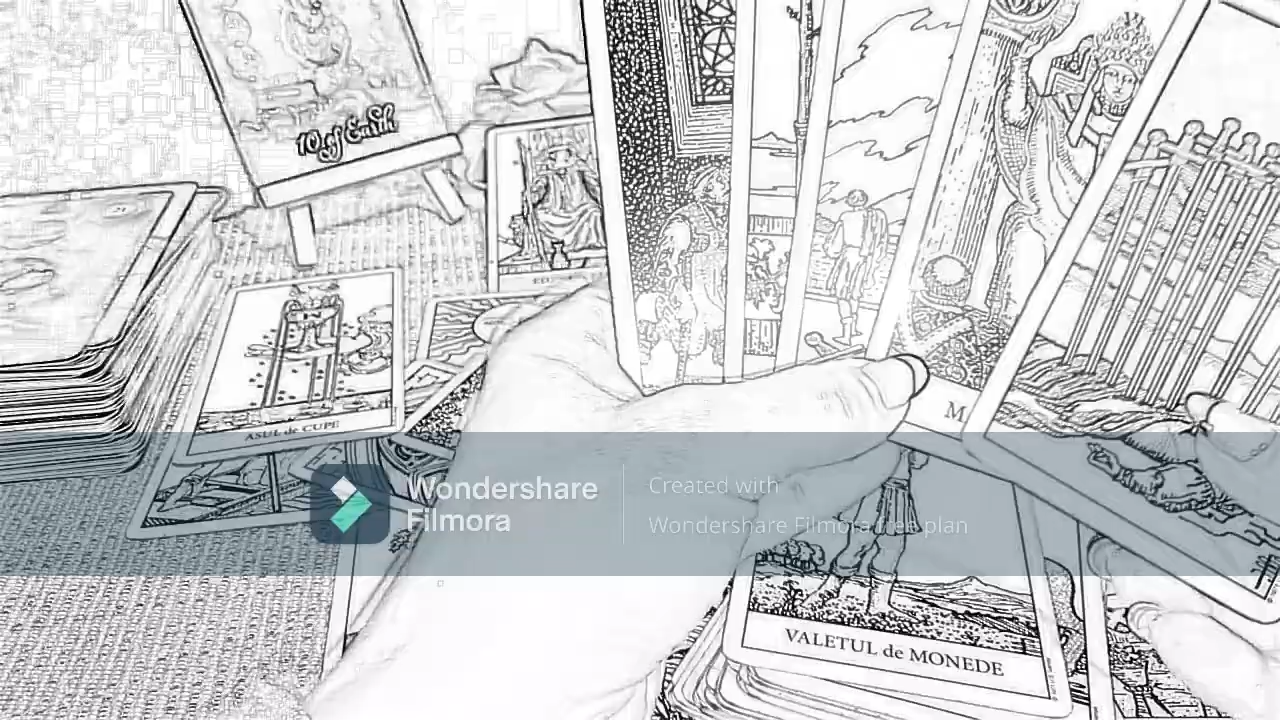 10 of Earth
ASUL de CUPE
M
Wondershare
Filmora
Created with
Wondershare Filmora free plan
VALETUL de MONEDE